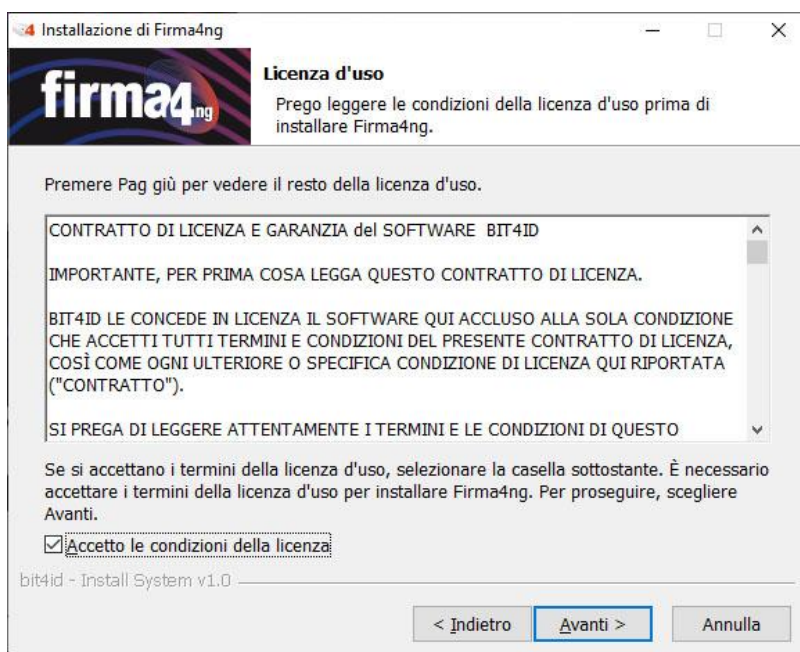 Installazione di Firma4ng
firma4ng
Licenza d'uso
Prego leggere le condizioni della licenza d'uso prima di
installare Firma4ng.
Premere Pag giù per vedere il resto della licenza d'uso.
CONTRATTO DI LICENZA E GARANZIA del SOFTWARE BIT4ID
IMPORTANTE, PER PRIMA COSA LEGGA QUESTO CONTRATTO DI LICENZA.
BIT4ID LE CONCEDE IN LICENZA IL SOFTWARE QUI ACCLUSO ALLA SOLA CONDIZIONE
CHE ACCETTI TUTTI TERMINI E CONDIZIONI DEL PRESENTE CONTRATTO DI LICENZA,
COSÌ COME OGNI ULTERIORE O SPECIFICA CONDIZIONE DI LICENZA QUI RIPORTATA
("CONTRATTO").
SI PREGA DI LEGGERE ATTENTAMENTE I TERMINI E LE CONDIZIONI DI QUESTO
Se si accettano i termini della licenza d'uso, selezionare la casella sottostante. È necessario
accettare i termini della licenza d'uso per installare Firma4ng. Per proseguire, scegliere
Avanti.
Accetto le condizioni della licenza
bit4id - Install System v1.0
< Indietro
Avanti >
Annulla